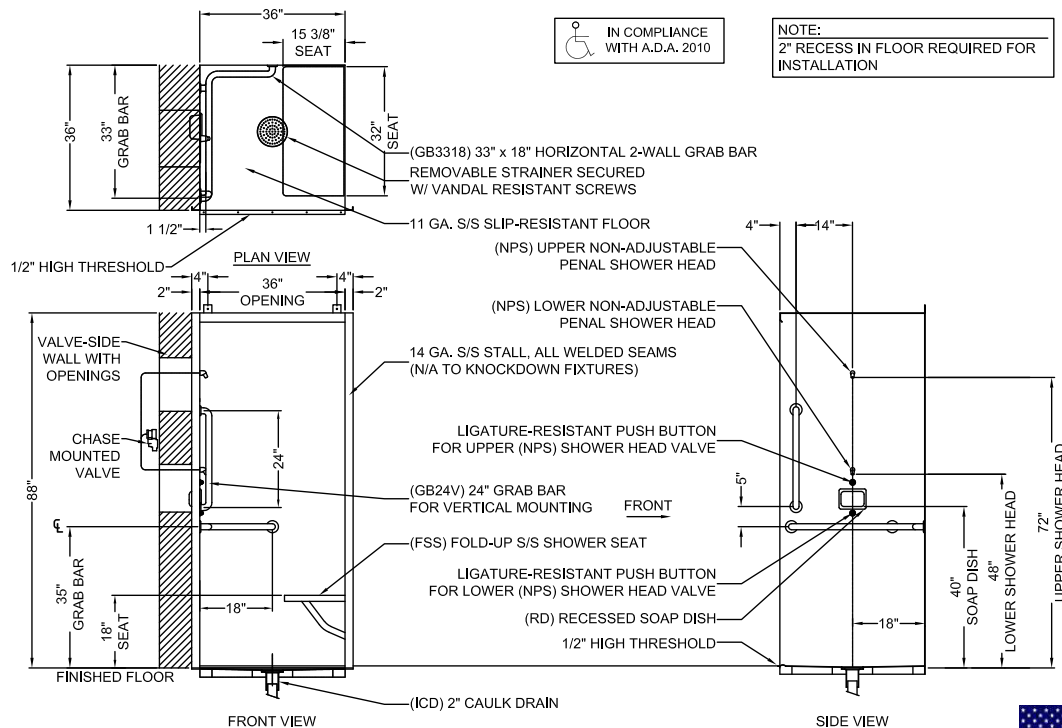 36"
15 3/8"
SEAT
IN COMPLIANCE
WITH A.D.A. 2010
NOTE:
2" RECESS IN FLOOR REQUIRED FOR
INSTALLATION
36"
33"
GRAB BAR
32"
SEAT
(GB3318) 33" x 18" HORIZONTAL 2-WALL GRAB BAR
REMOVABLE STRAINER SECURED
W/ VANDAL RESISTANT SCREWS
11 GA. S/S SLIP-RESISTANT FLOOR
1 1/2"
1/2" HIGH THRESHOLD
PLAN VIEW
4"
14"
(NPS) UPPER NON-ADJUSTABLE
PENAL SHOWER HEAD
(NPS) LOWER NON-ADJUSTABLE
PENAL SHOWER HEAD
4"
36"
4"
2"
OPENING
2"
VALVE-SIDE
WALL WITH
OPENINGS
14 GA. S/S STALL, ALL WELDED SEAMS
(N/A TO KNOCKDOWN FIXTURES)
CHASE
MOUNTED
VALVE
LIGATURE-RESISTANT PUSH BUTTON
FOR UPPER (NPS) SHOWER HEAD VALVE
88"
24"
(GB24V) 24" GRAB BAR
FOR VERTICAL MOUNTING
FRONT
5"
℄
35"
GRAB BAR
(FSS) FOLD-UP S/S SHOWER SEAT
18"
18"
SEAT
LIGATURE-RESISTANT PUSH BUTTON
FOR LOWER (NPS) SHOWER HEAD VALVE
(RD) RECESSED SOAP DISH
1/2" HIGH THRESHOLD
18"
40"
SOAP DISH
48"
LOWER SHOWER HEAD
72"
UPPER SHOWER HEAD
FINISHED FLOOR
(ICD) 2" CAULK DRAIN
FRONT VIEW
SIDE VIEW